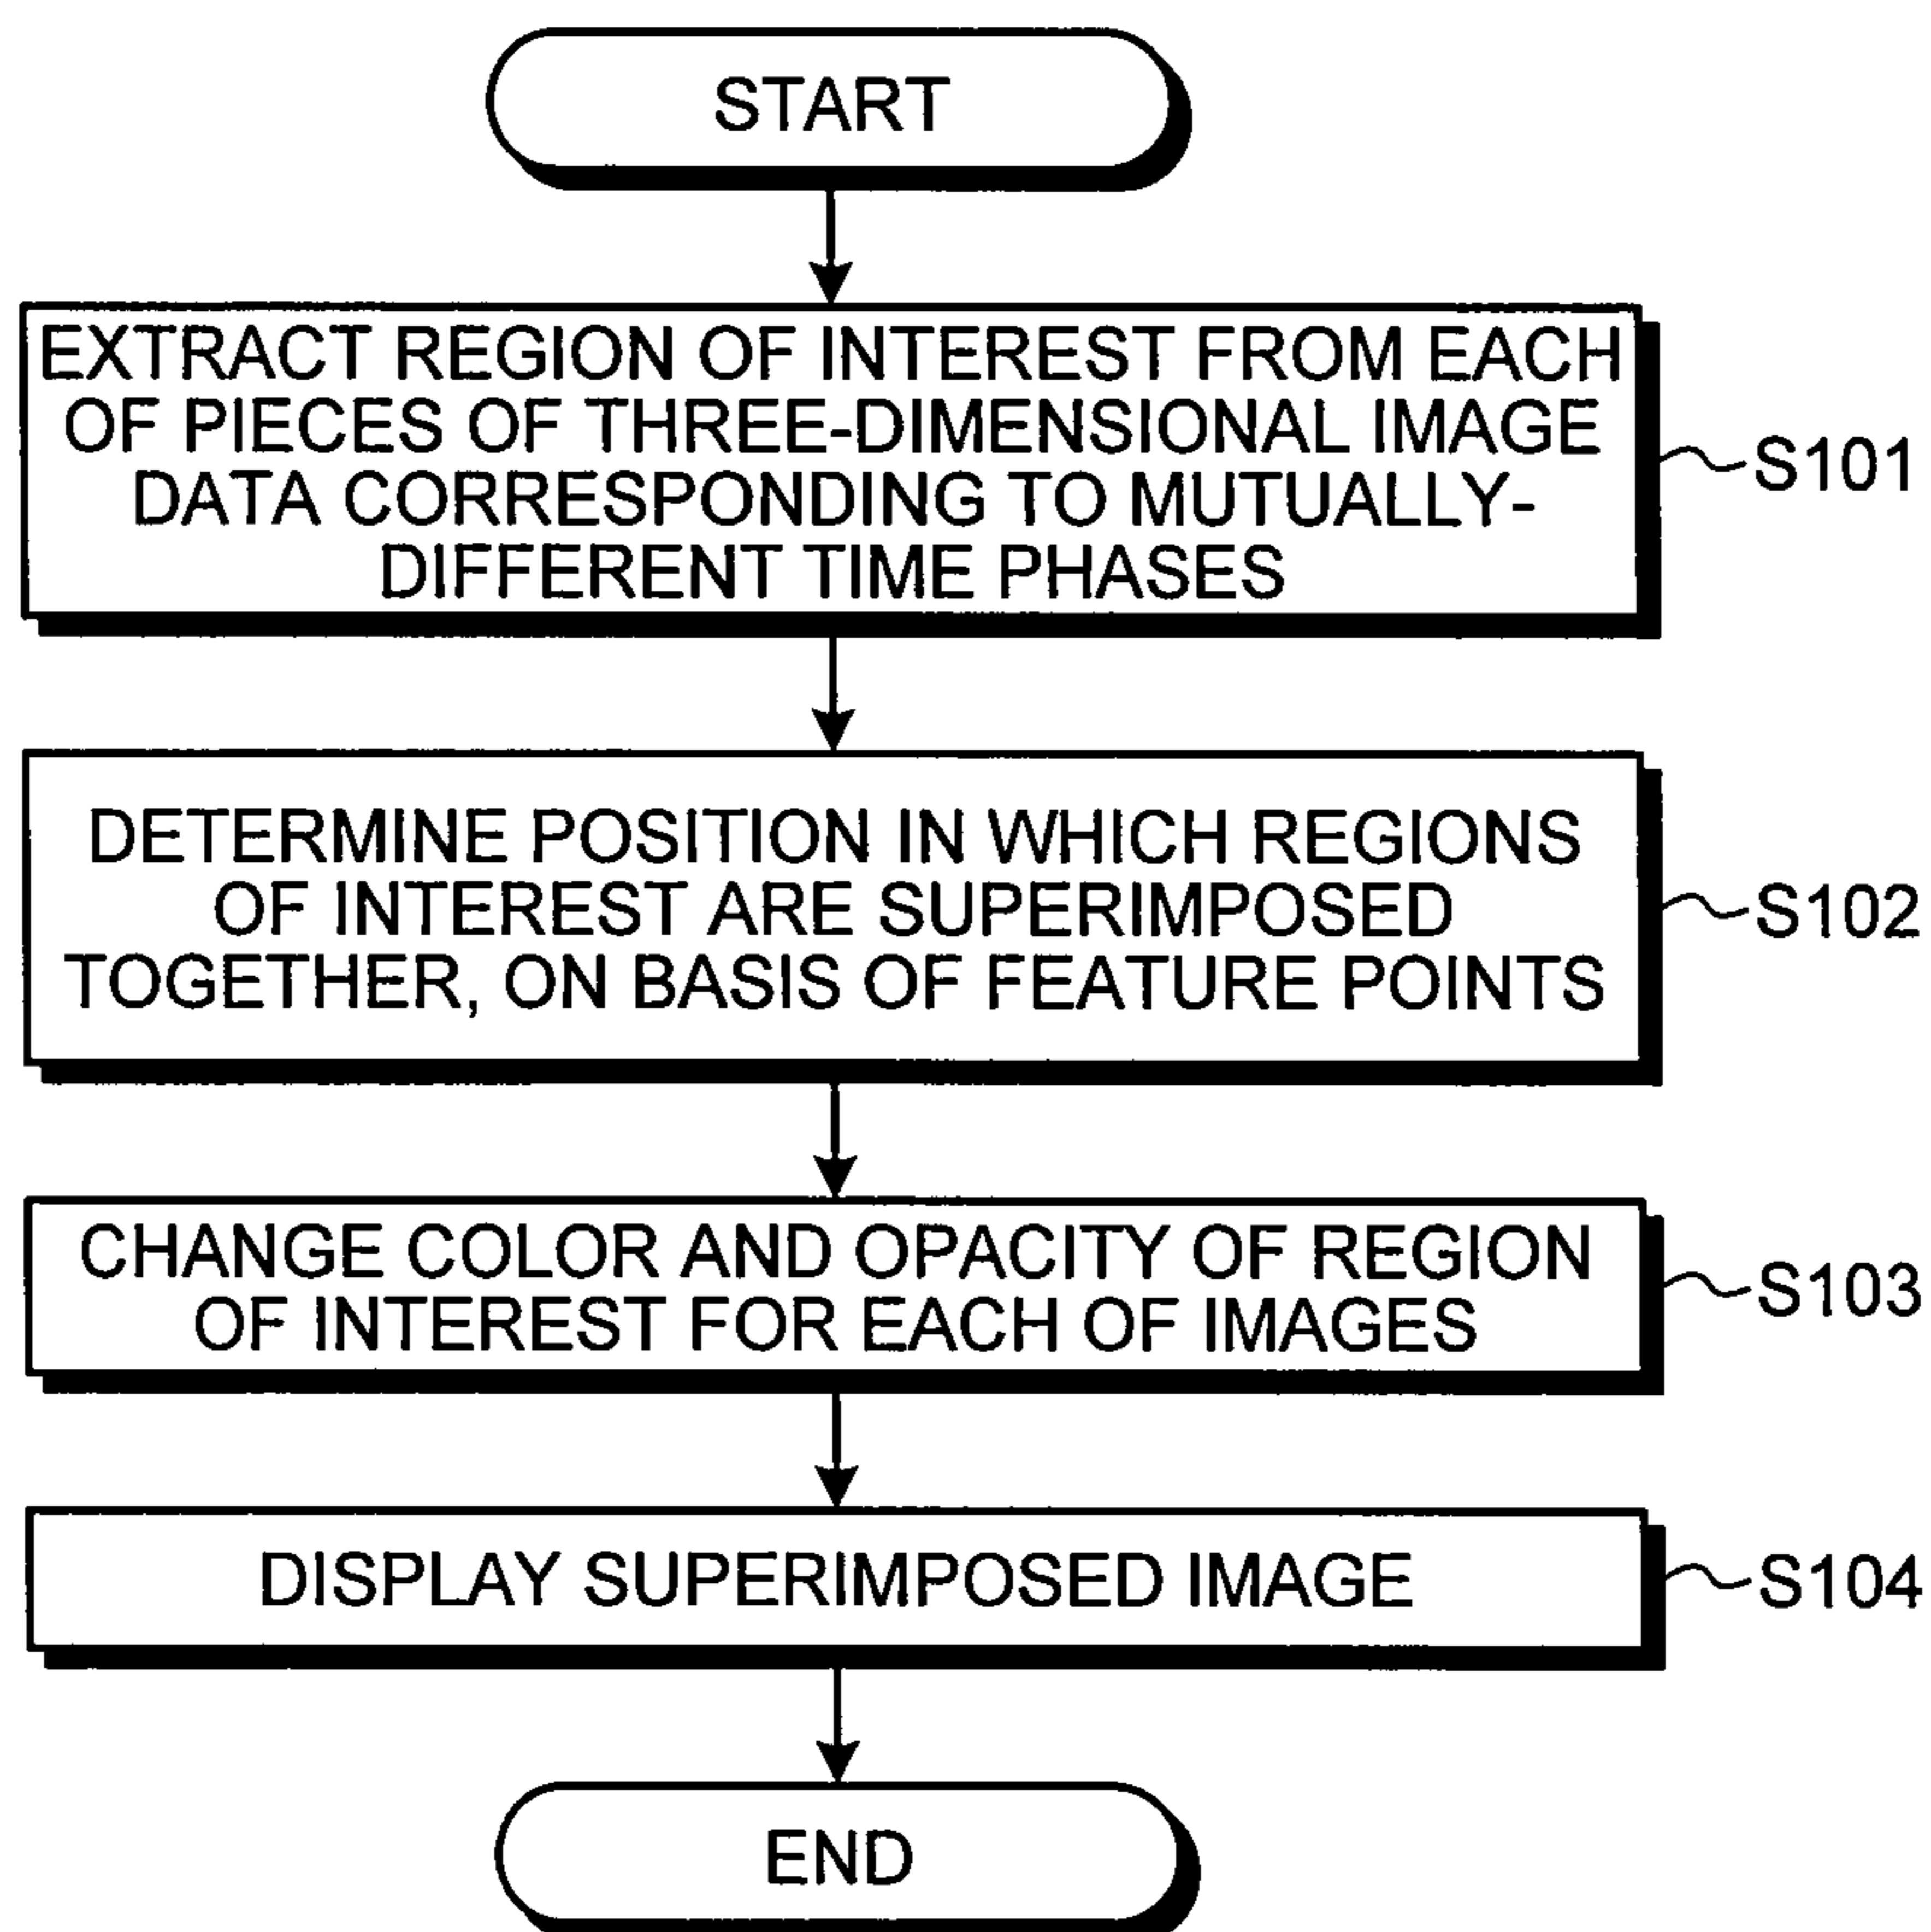 START
EXTRACT REGION OF INTEREST FROM EACH
OF PIECES OF THREE-DIMENSIONAL IMAGE
DATA CORRESPONDING TO MUTUALLY-
DIFFERENT TIME PHASES
S101
DETERMINE POSITION IN WHICH REGIONS
OF INTEREST ARE SUPERIMPOSED
TOGETHER, ON BASIS OF FEATURE POINTS
S102
CHANGE COLOR AND OPACITY OF REGION
OF INTEREST FOR EACH OF IMAGES
S103
DISPLAY SUPERIMPOSED IMAGE
S104
END